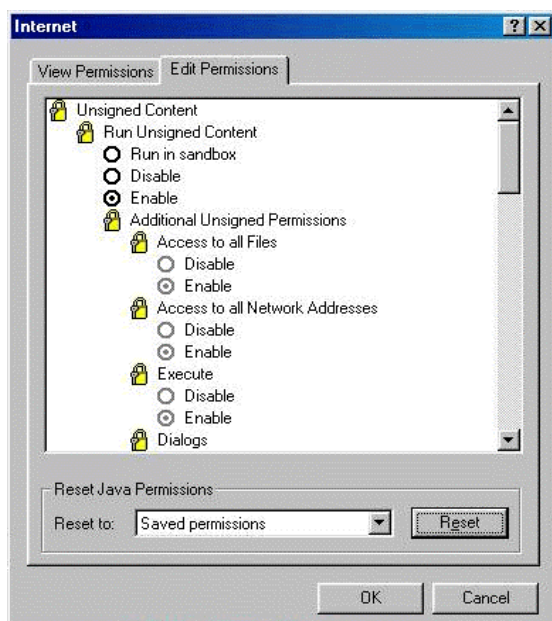 Internet
View Permissions Edit Permissions
Unsigned Content
Run Unsigned Content
Run in sandbox
Disable
Enable
Additional Unsigned Permissions
Access to all Files
Disable
Enable
Access to all Network Addresses
Disable
Enable
Execute
Disable
Enable
Dialogs
Reset Java Permissions
Reset to: Saved permissions Reset
OK Cancel